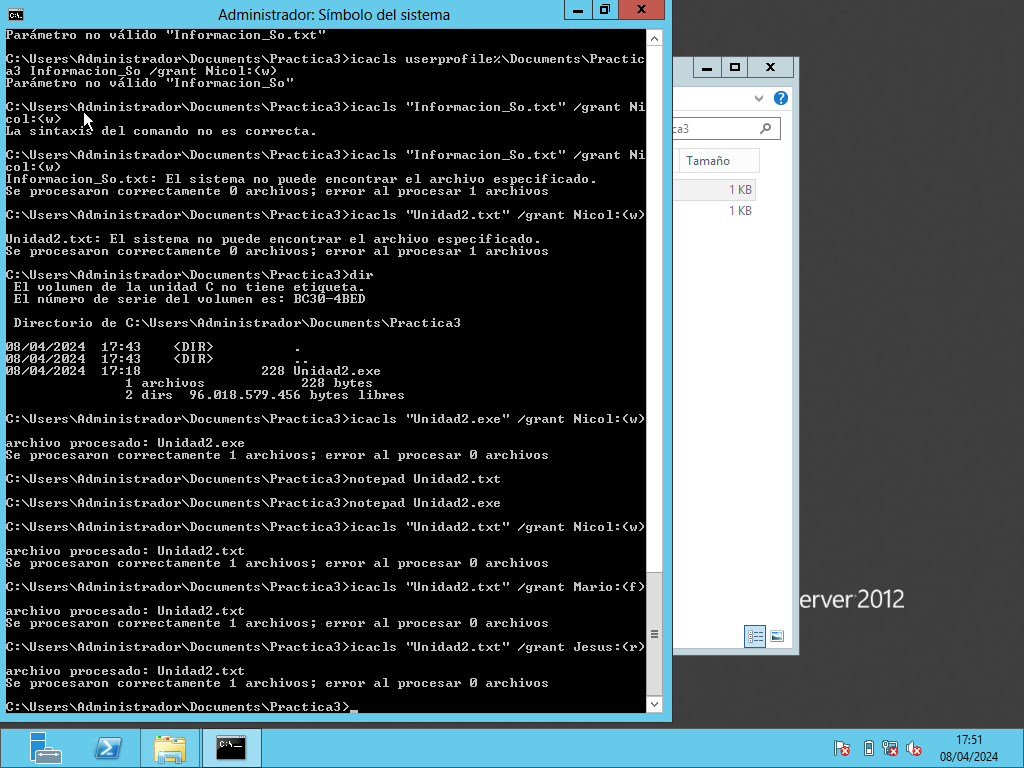 Administrador: Símbolo del sistema
Parámetro no válido "Informacion_So.txt"
C:\Users\Administrador\Documents\Practica3>icacls userprofile%\Documents\Practic
a3 Informacion_So /grant Nicol:(w)
Parámetro no válido "Informacion_So"
C:\Users\Administrador\Documents\Practica3>icacls "Informacion_So.txt" /grant Ni
col:(w>
La sintaxis del comando no es correcta.
C:\Users\Administrador\Documents\Practica3>icacls "Informacion_So.txt" /grant Ni
col:(w)
Informacion_So.txt: El sistema no puede encontrar el archivo especificado.
Se procesaron correctamente 0 archivos; error al procesar 1 archivos
C:\Users\Administrador\Documents\Practica3>icacls "Unidad2.txt" /grant Nicol:(w)
Unidad2.txt: El sistema no puede encontrar el archivo especificado.
Se procesaron correctamente 0 archivos; error al procesar 1 archivos
C:\Users\Administrador\Documents\Practica3>dir
El volumen de la unidad C no tiene etiqueta.
El número de serie del volumen es: BC30-4BED
Directorio de C:\Users\Administrador\Documents\Practica3
08/04/2024  17:43    <DIR>          .
08/04/2024  17:43    <DIR>          ..
08/04/2024  17:18               228 Unidad2.exe
1 archivos            228 bytes
2 dirs  96.018.579.456 bytes libres
C:\Users\Administrador\Documents\Practica3>icacls "Unidad2.exe" /grant Nicol:(w)
archivo procesado: Unidad2.exe
Se procesaron correctamente 1 archivos; error al procesar 0 archivos
C:\Users\Administrador\Documents\Practica3>notepad Unidad2.txt
C:\Users\Administrador\Documents\Practica3>notepad Unidad2.exe
C:\Users\Administrador\Documents\Practica3>icacls "Unidad2.txt" /grant Nicol:(w)
archivo procesado: Unidad2.txt
Se procesaron correctamente 1 archivos; error al procesar 0 archivos
C:\Users\Administrador\Documents\Practica3>icacls "Unidad2.txt" /grant Mario:(f)
archivo procesado: Unidad2.txt
Se procesaron correctamente 1 archivos; error al procesar 0 archivos
C:\Users\Administrador\Documents\Practica3>icacls "Unidad2.txt" /grant Jesus:(r)
archivo procesado: Unidad2.txt
Se procesaron correctamente 1 archivos; error al procesar 0 archivos
C:\Users\Administrador\Documents\Practica3>_
ca3
Tamaño
1 KB
1 KB
erver 2012
17:51
08/04/2024